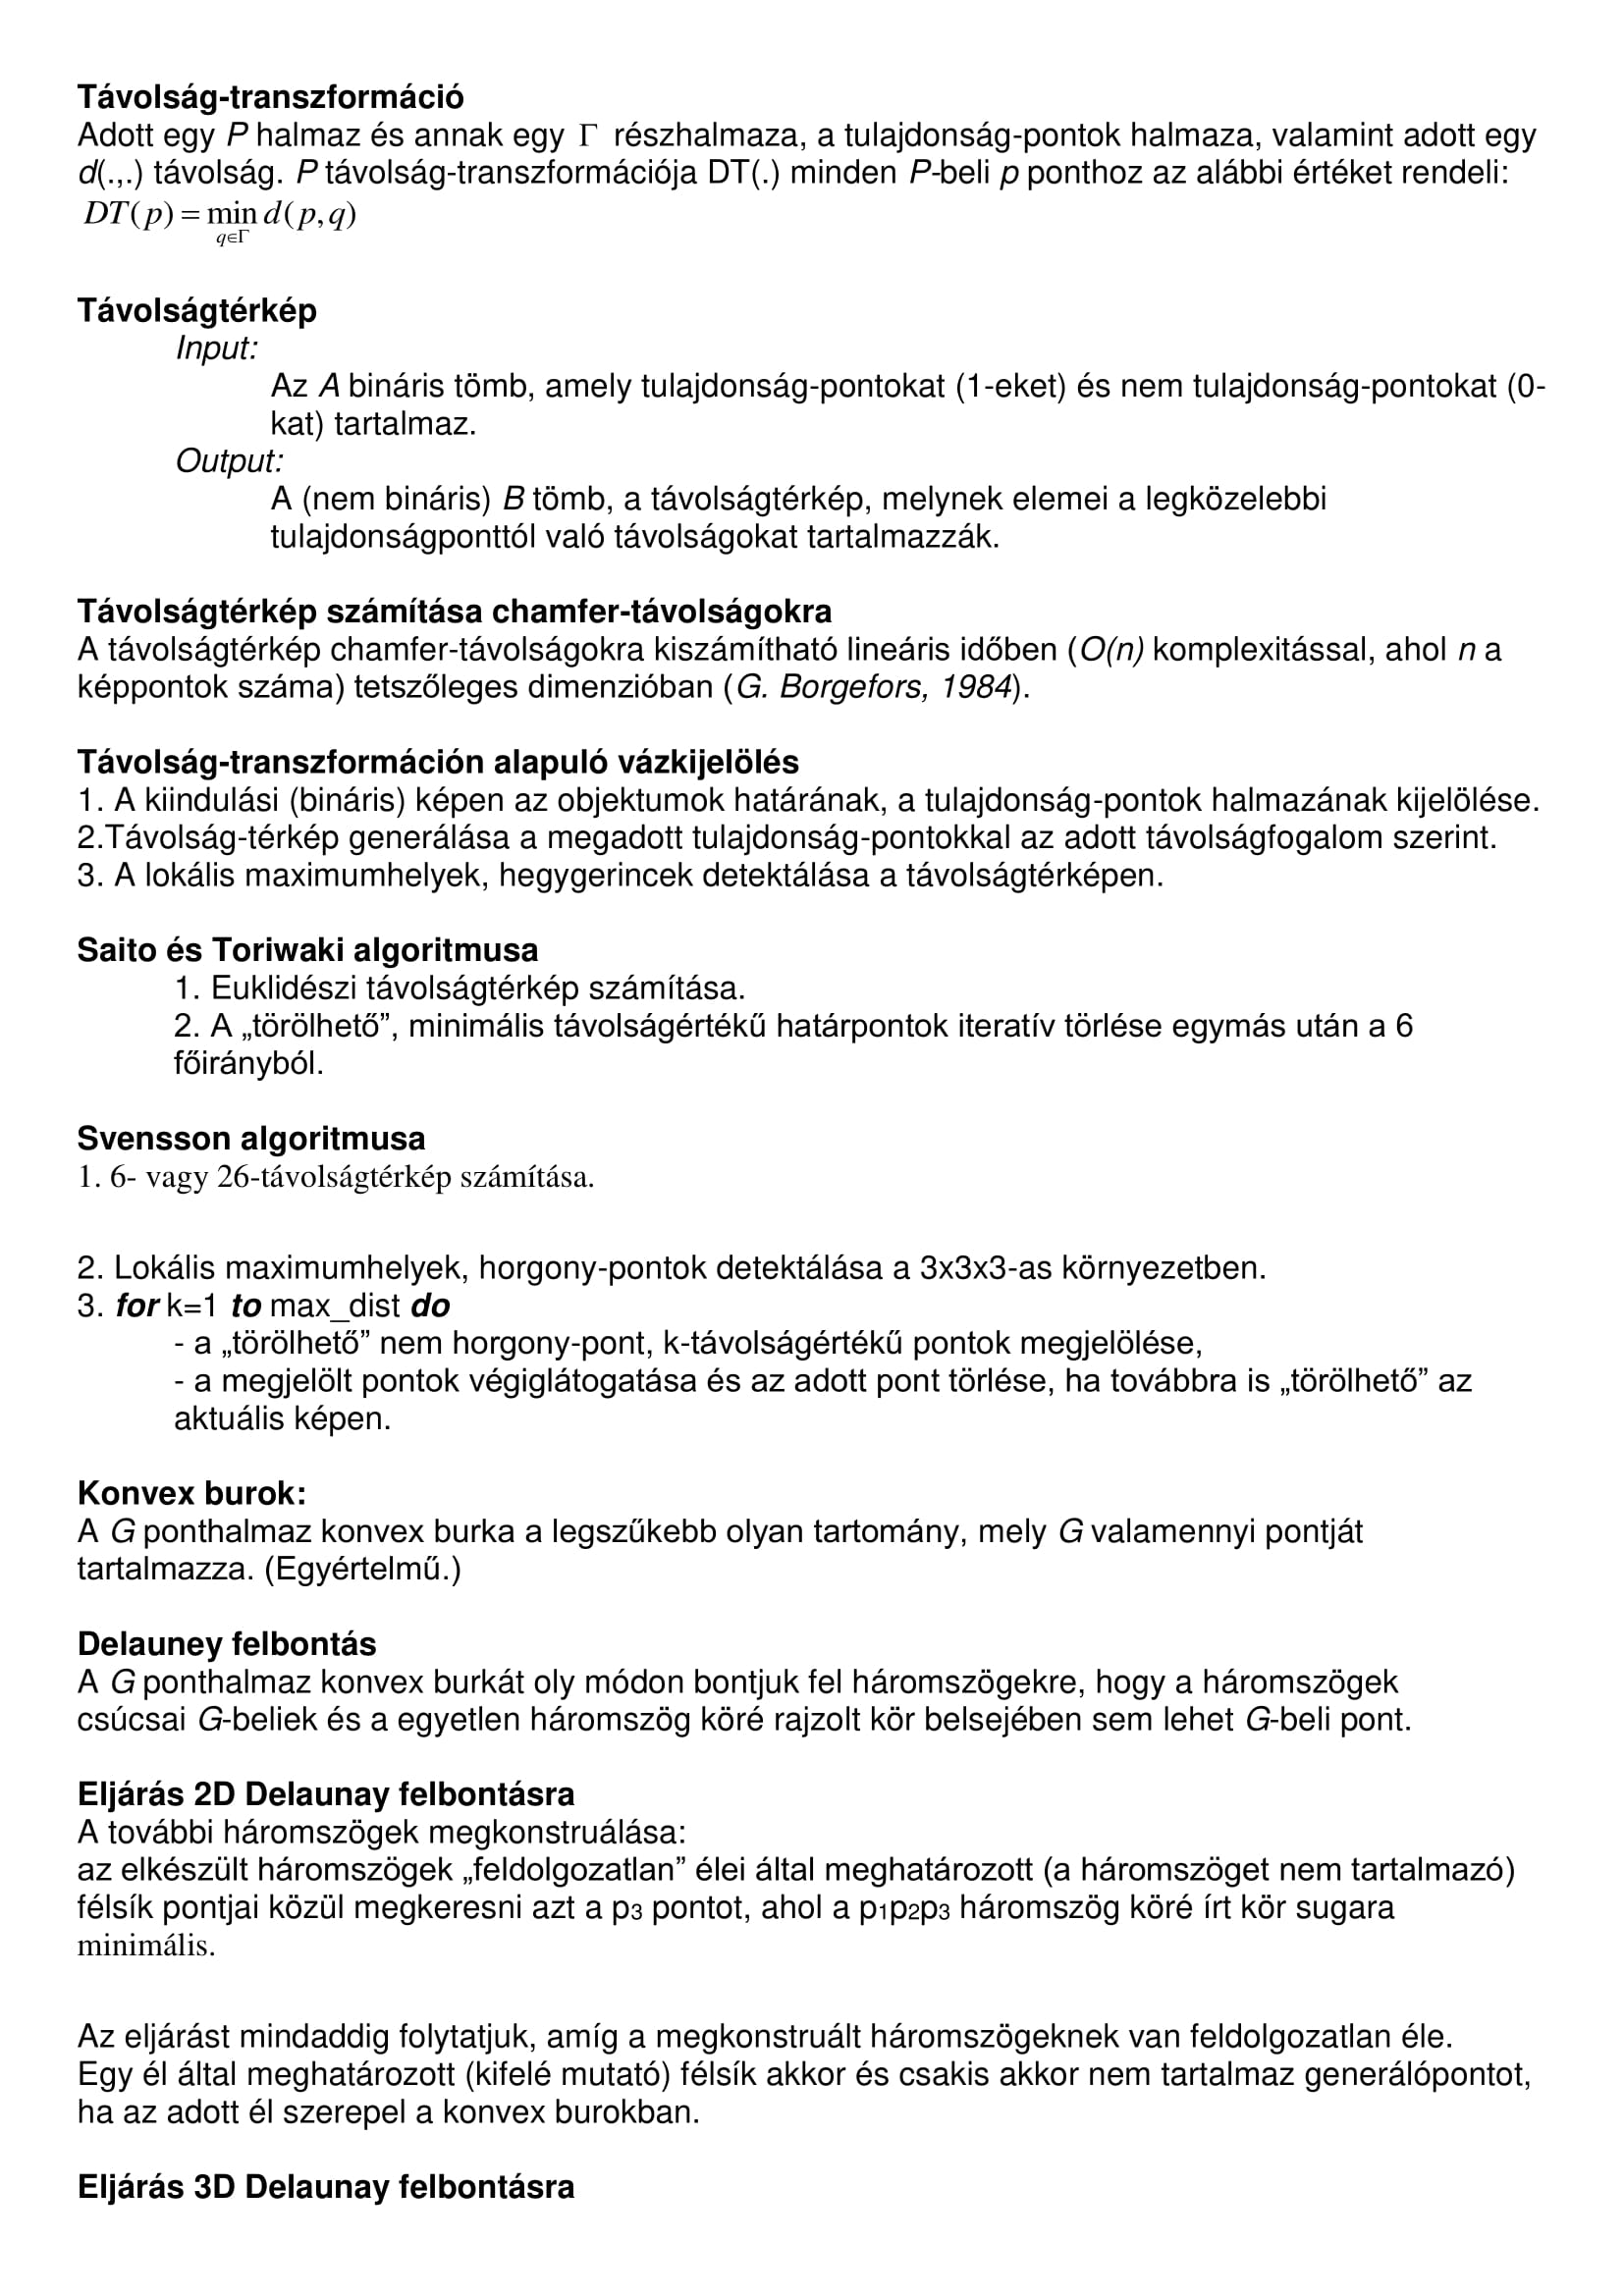 Távolság-transzformáció
Adott egy P halmaz és annak egy Γ részhalmaza, a tulajdonság-pontok halmaza, valamint adott egy
d(.,.) távolság. P távolság-transzformációja DT(.) minden P-beli p ponthoz az alábbi értéket rendeli:
DT(p) = min d(p,q)
q∈Γ
Távolságtérkép
Input:
Az A bináris tömb, amely tulajdonság-pontokat (1-eket) és nem tulajdonság-pontokat (0-
kat) tartalmaz.
Output:
A (nem bináris) B tömb, a távolságtérkép, melynek elemei a legközelebbi
tulajdonságponttól való távolságokat tartalmazzák.
Távolságtérkép számítása chamfer-távolságokra
A távolságtérkép chamfer-távolságokra kiszámítható lineáris időben (O(n) komplexitással, ahol n a
képpontok száma) tetszőleges dimenzióban (G. Borgefors, 1984).
Távolság-transzformáción alapuló vázkijelölés
1. A kiindulási (bináris) képen az objektumok határának, a tulajdonság-pontok halmazának kijelölése.
2.Távolság-térkép generálása a megadott tulajdonság-pontokkal az adott távolságfogalom szerint.
3. A lokális maximumhelyek, hegygerincek detektálása a távolságtérképen.
Saito és Toriwaki algoritmusa
1. Euklidészi távolságtérkép számítása.
2. A „törölhető”, minimális távolságértékű határpontok iteratív törlése egymás után a 6
főirányból.
Svensson algoritmusa
1. 6- vagy 26-távolságtérkép számítása.
2. Lokális maximumhelyek, horgony-pontok detektálása a 3x3x3-as környezetben.
3. for k=1 to max_dist do
- a „törölhető” nem horgony-pont, k-távolságértékű pontok megjelölése,
- a megjelölt pontok végiglátogatása és az adott pont törlése, ha továbbra is „törölhető” az
aktuális képen.
Konvex burok:
A G ponthalmaz konvex burka a legszűkebb olyan tartomány, mely G valamennyi pontját
tartalmazza. (Egyértelmű.)
Delauney felbontás
A G ponthalmaz konvex burkát oly módon bontjuk fel háromszögekre, hogy a háromszögek
csúcsai G-beliek és a egyetlen háromszög köré rajzolt kör belsejében sem lehet G-beli pont.
Eljárás 2D Delaunay felbontásra
A további háromszögek megkonstruálása:
az elkészült háromszögek „feldolgozatlan” élei által meghatározott (a háromszöget nem tartalmazó)
félsík pontjai közül megkeresni azt a p3 pontot, ahol a p1p2p3 háromszög köré írt kör sugara
minimális.
Az eljárást mindaddig folytatjuk, amíg a megkonstruált háromszögeknek van feldolgozatlan éle.
Egy él által meghatározott (kifelé mutató) félsík akkor és csakis akkor nem tartalmaz generálópontot,
ha az adott él szerepel a konvex burokban.
Eljárás 3D Delaunay felbontásra